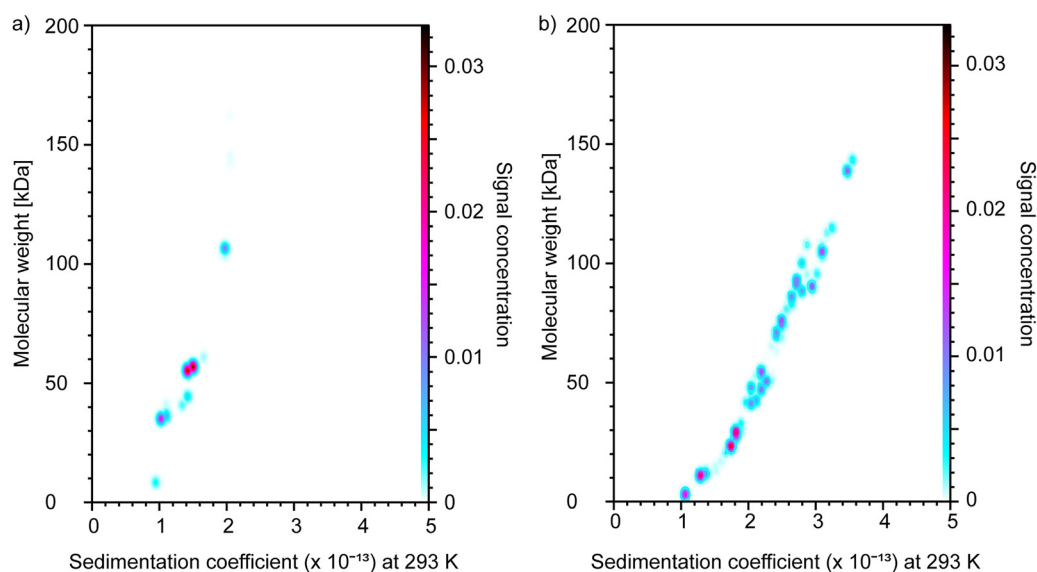 a)
200
150
100
50
0
Molecular weight [kDa]
0 1 2 3 4 5
Sedimentation coefficient (x 10⁻¹³) at 293 K
0.03
0.02
0.01
0
Signal concentration
b)
200
150
100
50
0
Molecular weight [kDa]
0 1 2 3 4 5
Sedimentation coefficient (x 10⁻¹³) at 293 K
0.03
0.02
0.01
0
Signal concentration